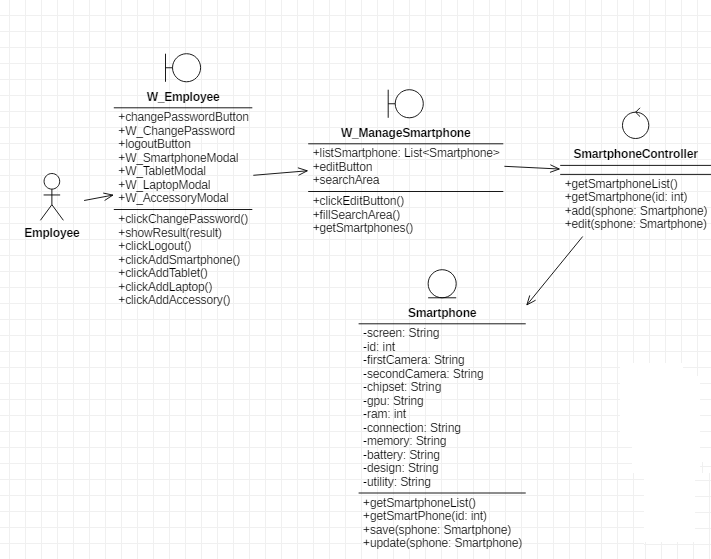 Employee
W_Employee
+changePasswordButton
+W_ChangePassword
+logoutButton
+W_SmartphoneModal
+W_TabletModal
+W_LaptopModal
+W_AccessoryModal
+clickChangePassword()
+showResult(result)
+clickLogout()
+clickAddSmartphone()
+clickAddTablet()
+clickAddLaptop()
+clickAddAccessory()
W_ManageSmartphone
+listSmartphone: List<Smartphone>
+editButton
+searchArea
+clickEditButton()
+fillSearchArea()
+getSmartphones()
SmartphoneController
+getSmartphoneList()
+getSmartphone(id: int)
+add(sphone: Smartphone)
+edit(sphone: Smartphone)
Smartphone
-screen: String
-id: int
-firstCamera: String
-secondCamera: String
-chipset: String
-gpu: String
-ram: int
-connection: String
-memory: String
-battery: String
-design: String
-utility: String
+getSmartphoneList()
+getSmartPhone(id: int)
+save(sphone: Smartphone)
+update(sphone: Smartphone)